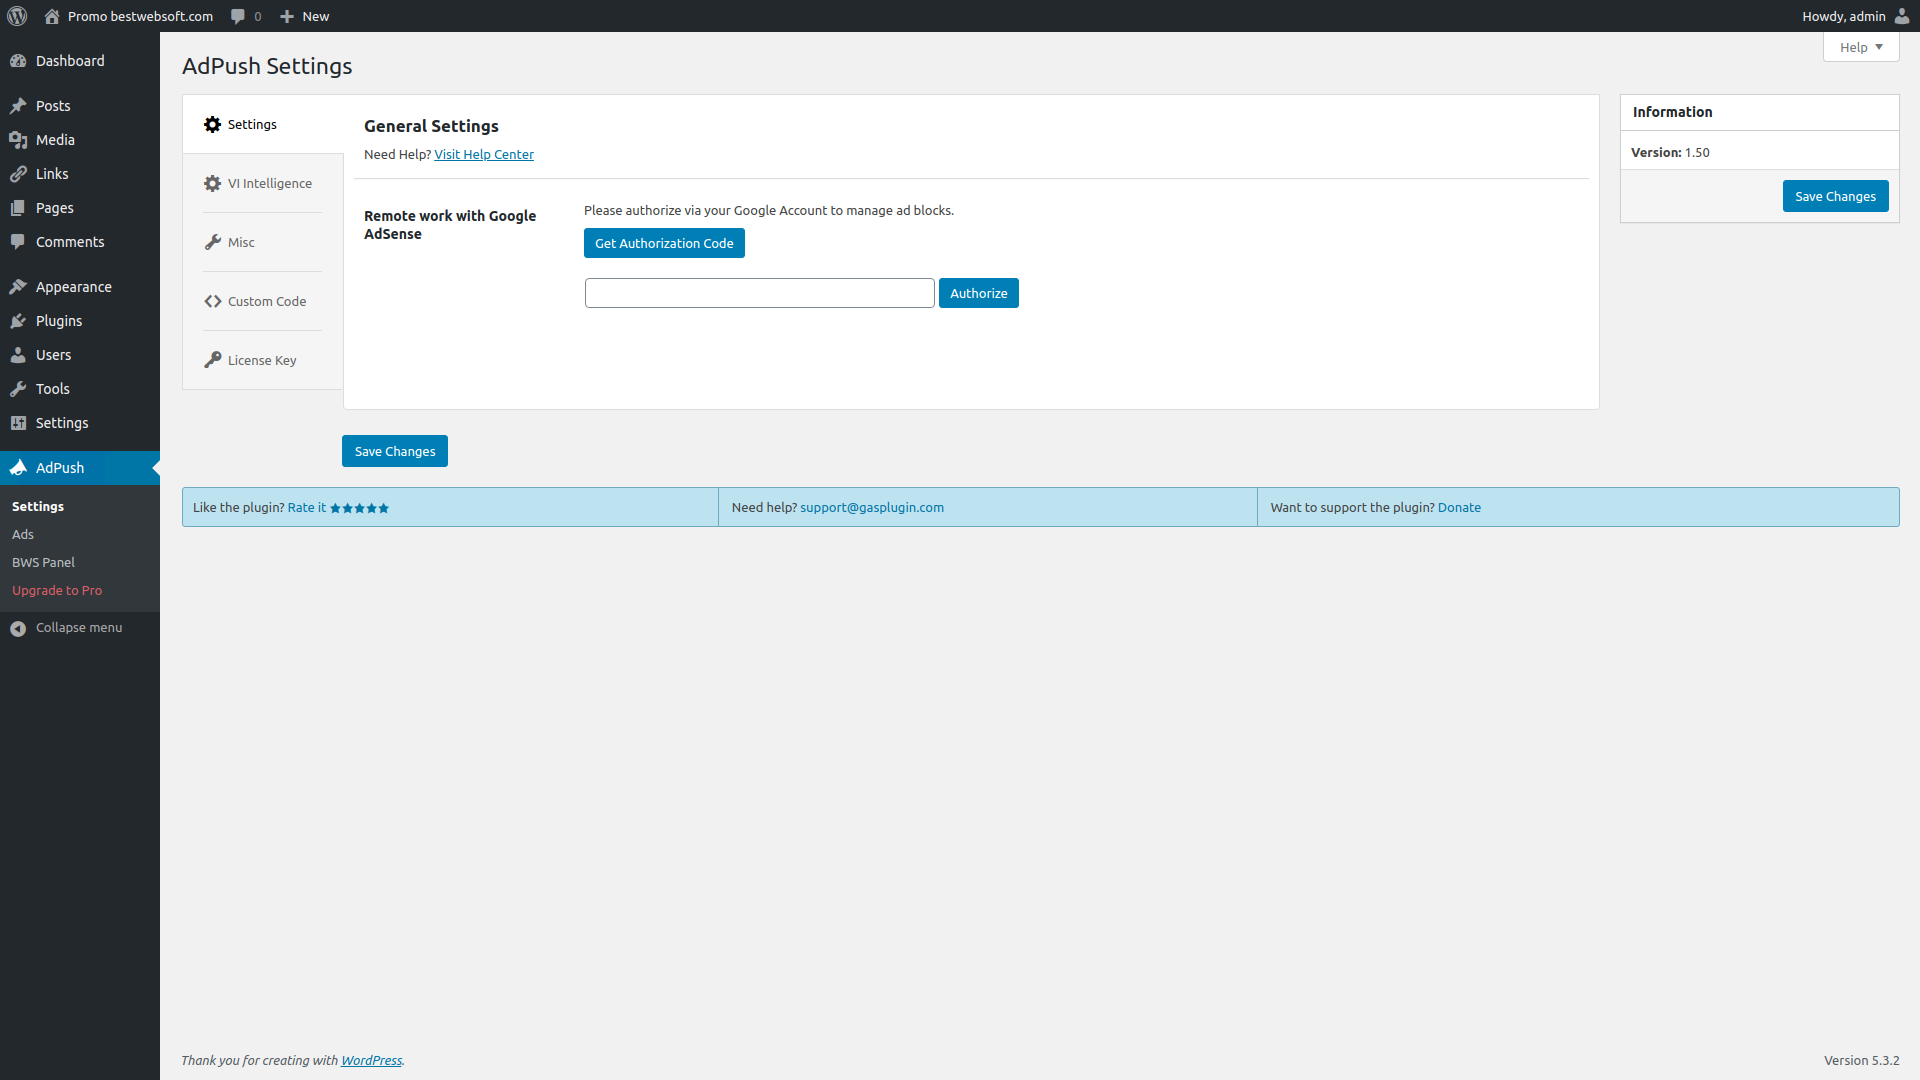 Promo bestwebsoft.com
0
New
Howdy, admin
Dashboard
Posts
Media
Links
Pages
Comments
Appearance
Plugins
Users
Tools
Settings
AdPush
Settings
Ads
BWS Panel
Upgrade to Pro
Collapse menu
Help
AdPush Settings
Settings
VI Intelligence
Misc
Custom Code
License Key
General Settings
Need Help? Visit Help Center
Remote work with Google
AdSense
Please authorize via your Google Account to manage ad blocks.
Get Authorization Code
Authorize
Information
Version: 1.50
Save Changes
Save Changes
Like the plugin? Rate it
Need help? support@gasplugin.com
Want to support the plugin? Donate
Thank you for creating with WordPress.
Version 5.3.2